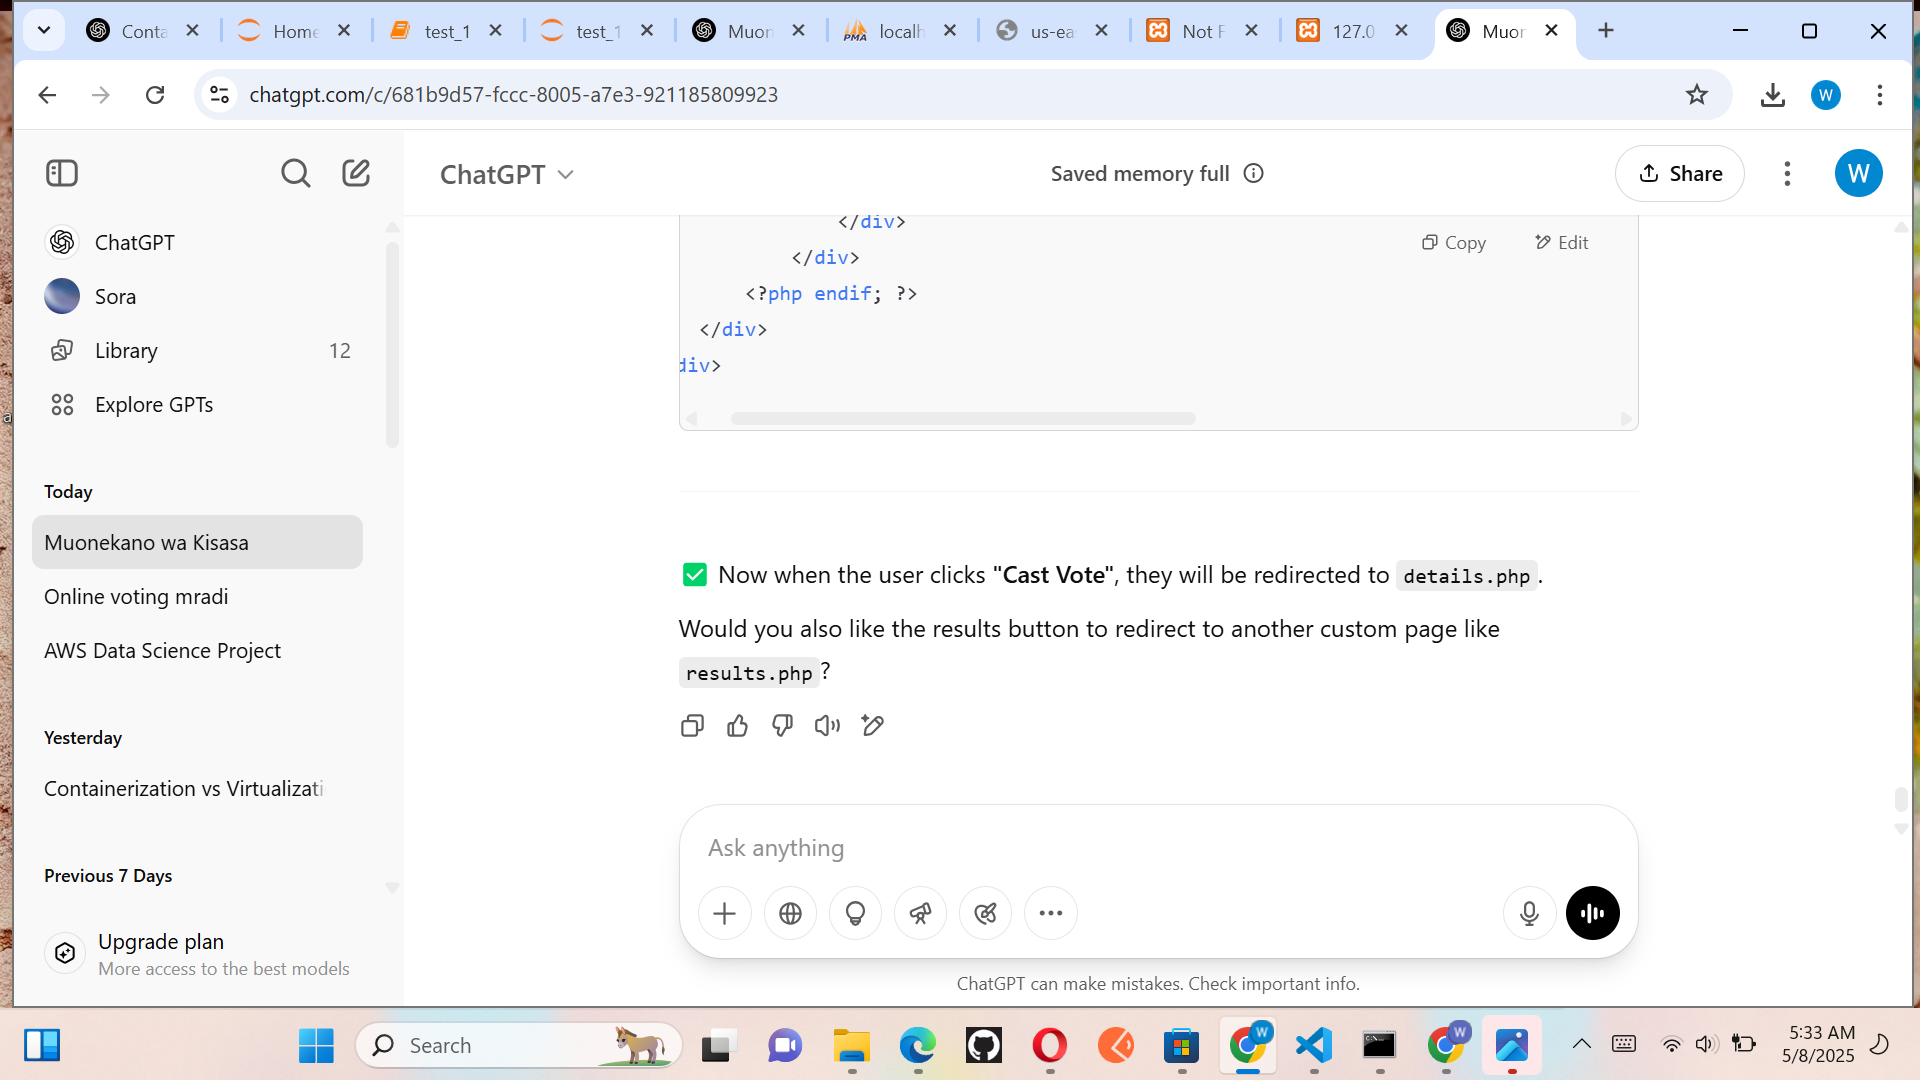 Conta
Home
test_1
test_1
Muon
localh
us-ea
Not F
127.0
Muon
chatgpt.com/c/681b9d57-fccc-8005-a7e3-921185809923
W
ChatGPT
Saved memory full
Share
W
ChatGPT
Sora
Library 12
Explore GPTs
Today
Muonekano wa Kisasa
Online voting mradi
AWS Data Science Project
Yesterday
Containerization vs Virtualizati
Previous 7 Days
Upgrade plan
More access to the best models
Copy
Edit
</div>
</div>
<?php endif; ?>
</div>
div>
Now when the user clicks "Cast Vote", they will be redirected to details.php.
Would you also like the results button to redirect to another custom page like
results.php?
Ask anything
ChatGPT can make mistakes. Check important info.
Search
5:33 AM
5/8/2025